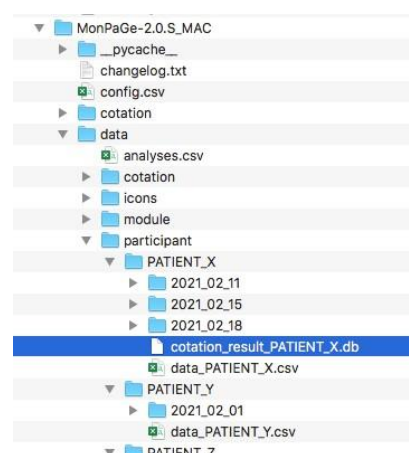 MonPaGe-2.0.S_MAC
__pycache__
changelog.txt
config.csv
cotation
data
analyses.csv
cotation
icons
module
participant
PATIENT_X
2021_02_11
2021_02_15
2021_02_18
cotation_result_PATIENT_X.db
data_PATIENT_X.csv
PATIENT_Y
2021_02_01
data_PATIENT_Y.csv
PATIENT_Z